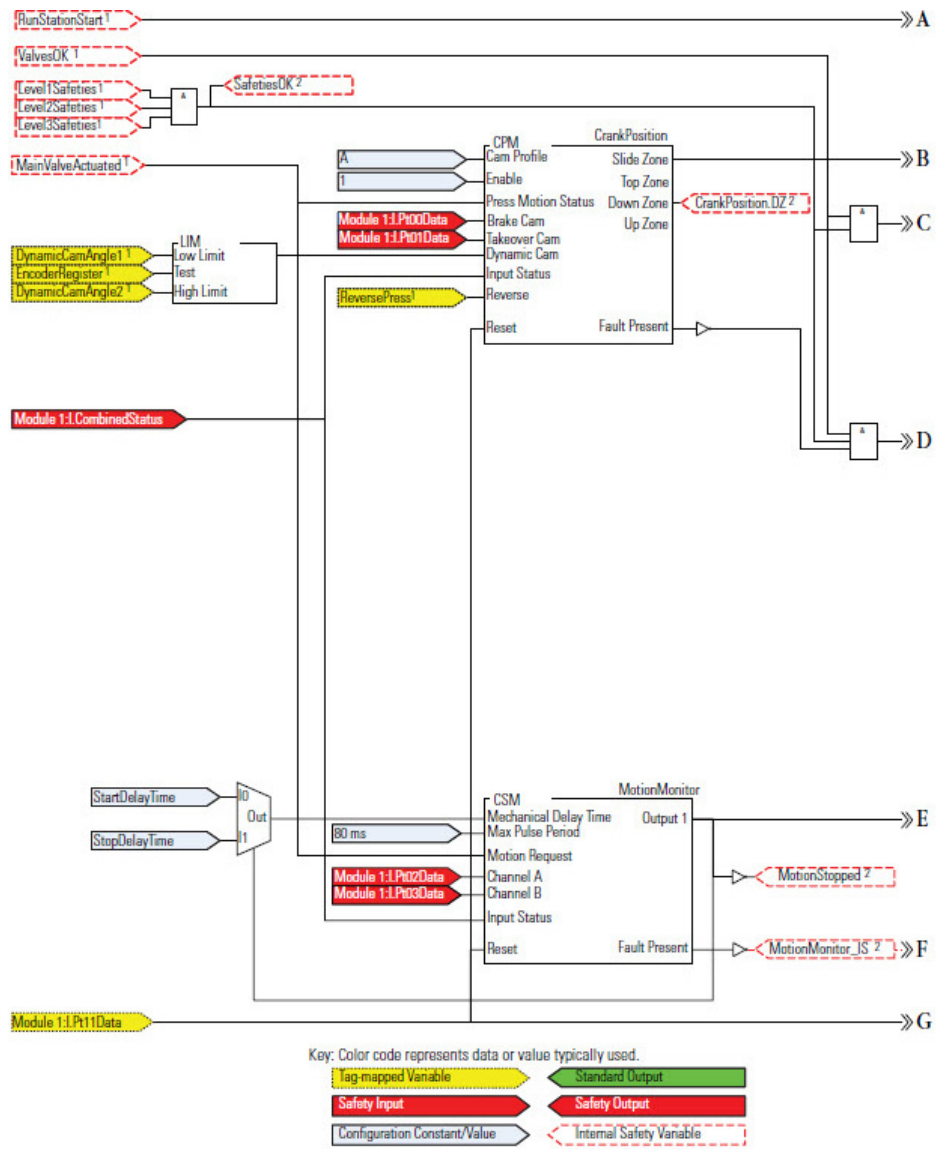 RunStationStart 1
A
ValvesOK 1
Level1Safeties 1
Level2Safeties 1
Level3Safeties1
&
SafetiesOK 2
MainValveActuated 1
CPM
CrankPosition
A
Cam Profile
Slide Zone
B
1
Enable
Top Zone
Press Motion Status
Down Zone
CrankPosition.DZ 2
&
C
Module 1:I.Pt00Data
Brake Cam
Up Zone
Module 1:I.Pt01Data
Takeover Cam
Dynamic Cam
LIM
DynamicCamAngle1 1
Low Limit
EncoderRegister 1
Test
DynamicCamAngle2 1
High Limit
Input Status
ReversePress1
Reverse
Reset
Fault Present
Module 1:I.CombinedStatus
&
D
StartDelayTime
I0
Out
StopDelayTime
I1
CSM
MotionMonitor
Mechanical Delay Time
Output 1
E
80 ms
Max Pulse Period
Motion Request
Module 1:I.Pt02Data
Channel A
MotionStopped 2
Module 1:I.Pt03Data
Channel B
Input Status
Reset
Fault Present
MotionMonitor_IS 2
F
Module 1:I.Pt11Data
G
Key: Color code represents data or value typically used.
Tag-mapped Variable
Standard Output
Safety Input
Safety Output
Configuration Constant/Value
Internal Safety Variable